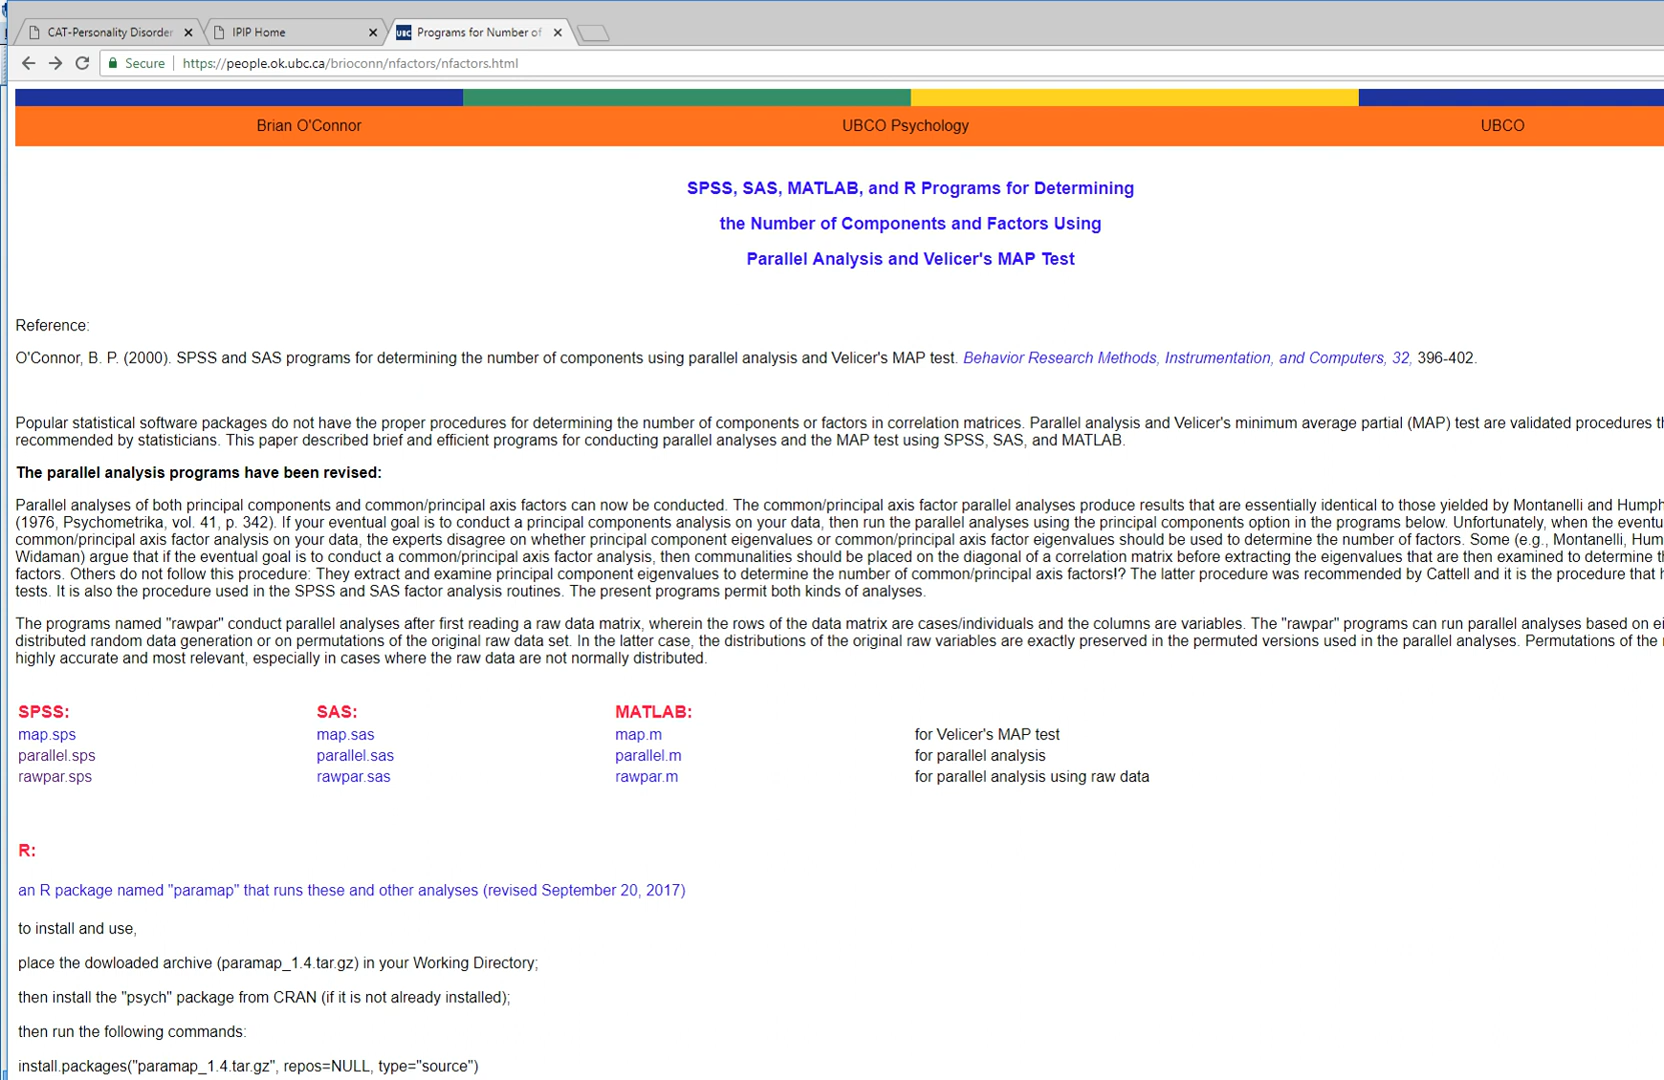 CAT-Personality Disorder
IPIP Home
UBC Programs for Number of
Secure https://people.ok.ubc.ca/brioconn/nfactors/nfactors.html
Brian O'Connor UBCO Psychology UBCO
SPSS, SAS, MATLAB, and R Programs for Determining
the Number of Components and Factors Using
Parallel Analysis and Velicer's MAP Test
Reference:
O'Connor, B. P. (2000). SPSS and SAS programs for determining the number of components using parallel analysis and Velicer's MAP test. Behavior Research Methods, Instrumentation, and Computers, 32, 396-402.
Popular statistical software packages do not have the proper procedures for determining the number of components or factors in correlation matrices. Parallel analysis and Velicer's minimum average partial (MAP) test are validated procedures
recommended by statisticians. This paper described brief and efficient programs for conducting parallel analyses and the MAP test using SPSS, SAS, and MATLAB.
The parallel analysis programs have been revised:
Parallel analyses of both principal components and common/principal axis factors can now be conducted. The common/principal axis factor parallel analyses produce results that are essentially identical to those yielded by Montanelli and Humph
(1976, Psychometrika, vol. 41, p. 342). If your eventual goal is to conduct a principal components analysis on your data, then run the parallel analyses using the principal components option in the programs below. Unfortunately, when the eventu
common/principal axis factor analysis on your data, the experts disagree on whether principal component eigenvalues or common/principal axis factor eigenvalues should be used to determine the number of factors. Some (e.g., Montanelli, Hum
Widaman) argue that if the eventual goal is to conduct a common/principal axis factor analysis, then communalities should be placed on the diagonal of a correlation matrix before extracting the eigenvalues that are then examined to determine
factors. Others do not follow this procedure: They extract and examine principal component eigenvalues to determine the number of common/principal axis factors!? The latter procedure was recommended by Cattell and it is the procedure that
tests. It is also the procedure used in the SPSS and SAS factor analysis routines. The present programs permit both kinds of analyses.
The programs named "rawpar" conduct parallel analyses after first reading a raw data matrix, wherein the rows of the data matrix are cases/individuals and the columns are variables. The "rawpar" programs can run parallel analyses based on ei
distributed random data generation or on permutations of the original raw data set. In the latter case, the distributions of the original raw variables are exactly preserved in the permuted versions used in the parallel analyses. Permutations of the
highly accurate and most relevant, especially in cases where the raw data are not normally distributed.
SPSS: SAS: MATLAB:
map.sps map.sas map.m for Velicer's MAP test
parallel.sps parallel.sas parallel.m for parallel analysis
rawpar.sps rawpar.sas rawpar.m for parallel analysis using raw data
R:
an R package named "paramap" that runs these and other analyses (revised September 20, 2017)
to install and use,
place the dowloaded archive (paramap_1.4.tar.gz) in your Working Directory;
then install the "psych" package from CRAN (if it is not already installed);
then run the following commands:
install.packages("paramap_1.4.tar.gz", repos=NULL, type="source")